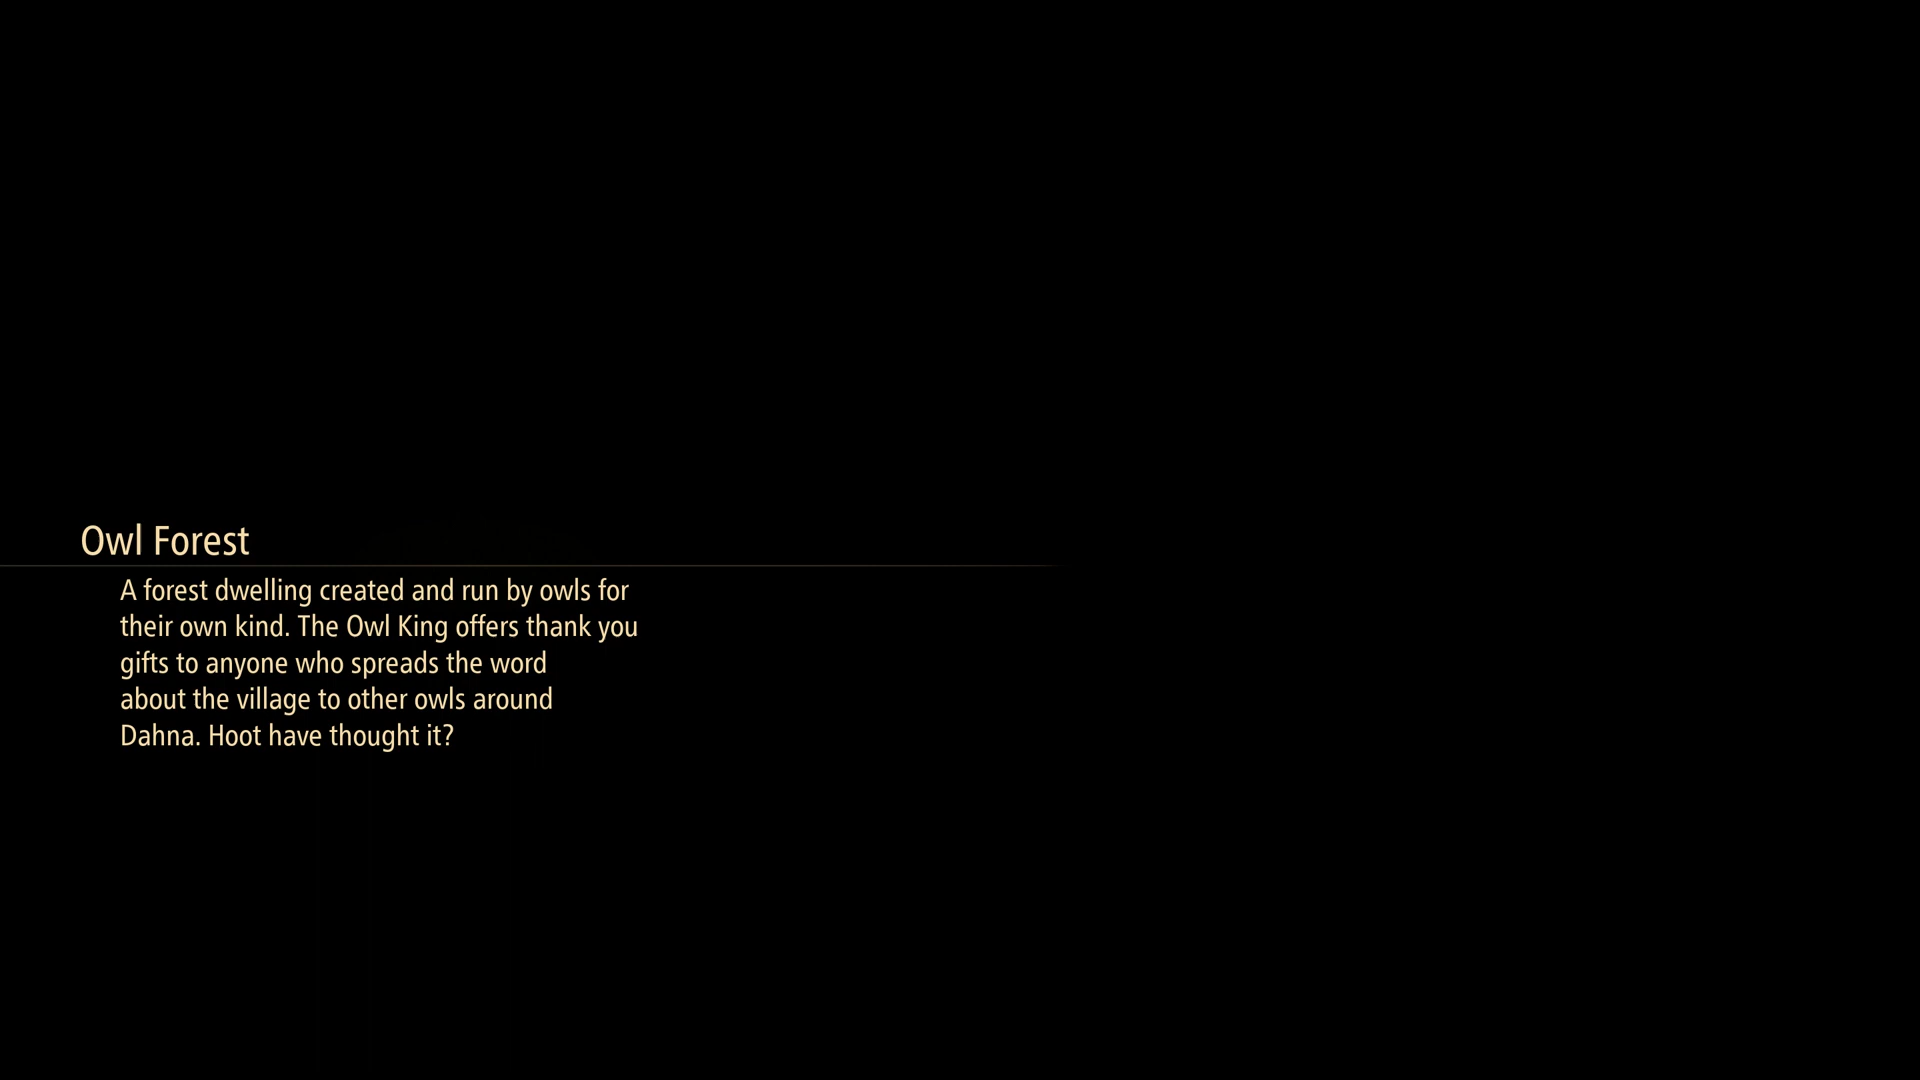 Owl Forest
A forest dwelling created and run by owls for
their own kind. The Owl King offers thank you
gifts to anyone who spreads the word
about the village to other owls around
Dahna. Hoot have thought it?